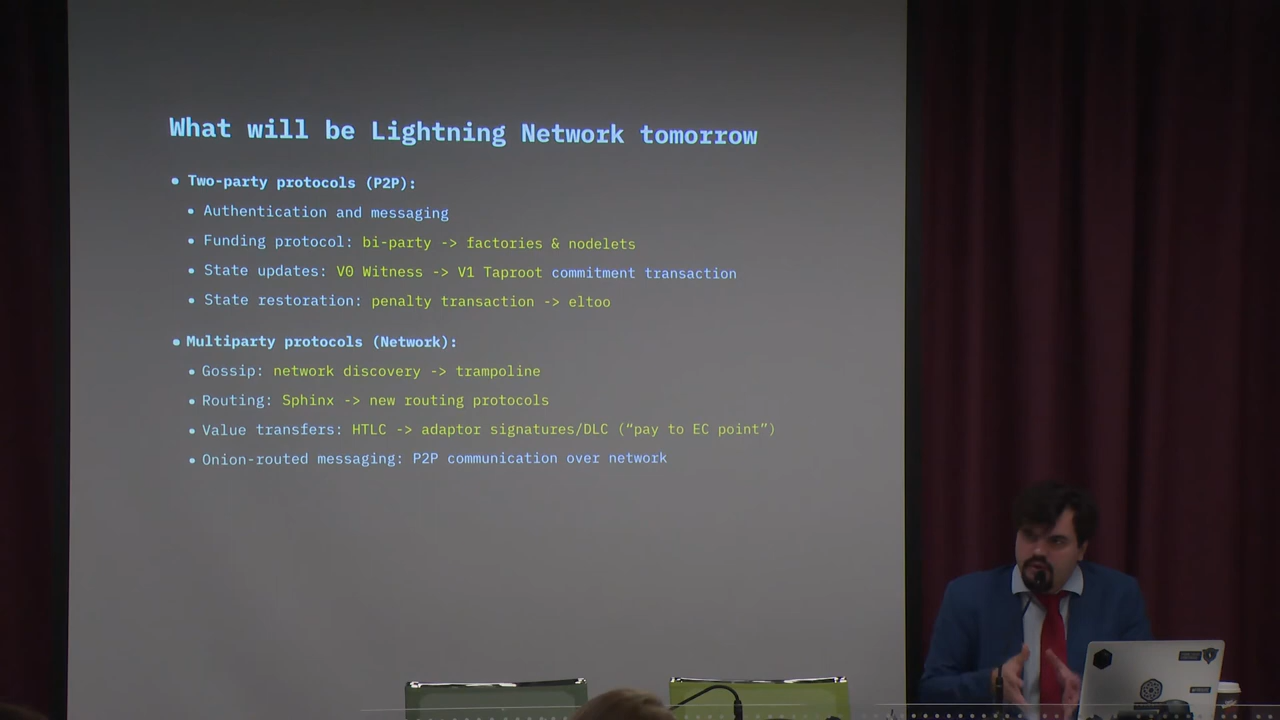 What will be Lightning Network tomorrow
• Two-party protocols (P2P):
• Authentication and messaging
• Funding protocol: bi-party -> factories & nodelets
• State updates: V0 Witness -> V1 Taproot commitment transaction
• State restoration: penalty transaction -> eltoo
• Multiparty protocols (Network):
• Gossip: network discovery -> trampoline
• Routing: Sphinx -> new routing protocols
• Value transfers: HTLC -> adaptor signatures/DLC (“pay to EC point”)
• Onion-routed messaging: P2P communication over network